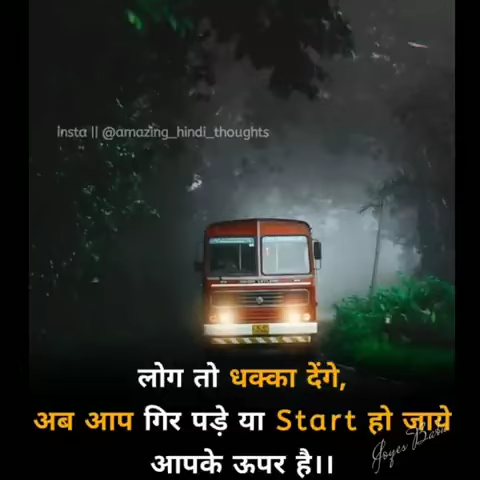 Insta || @amazing_hindi_thoughts
लोग तो धक्का देंगे,
अब आप गिर पड़े या Start हो जाये
आपके ऊपर है।।